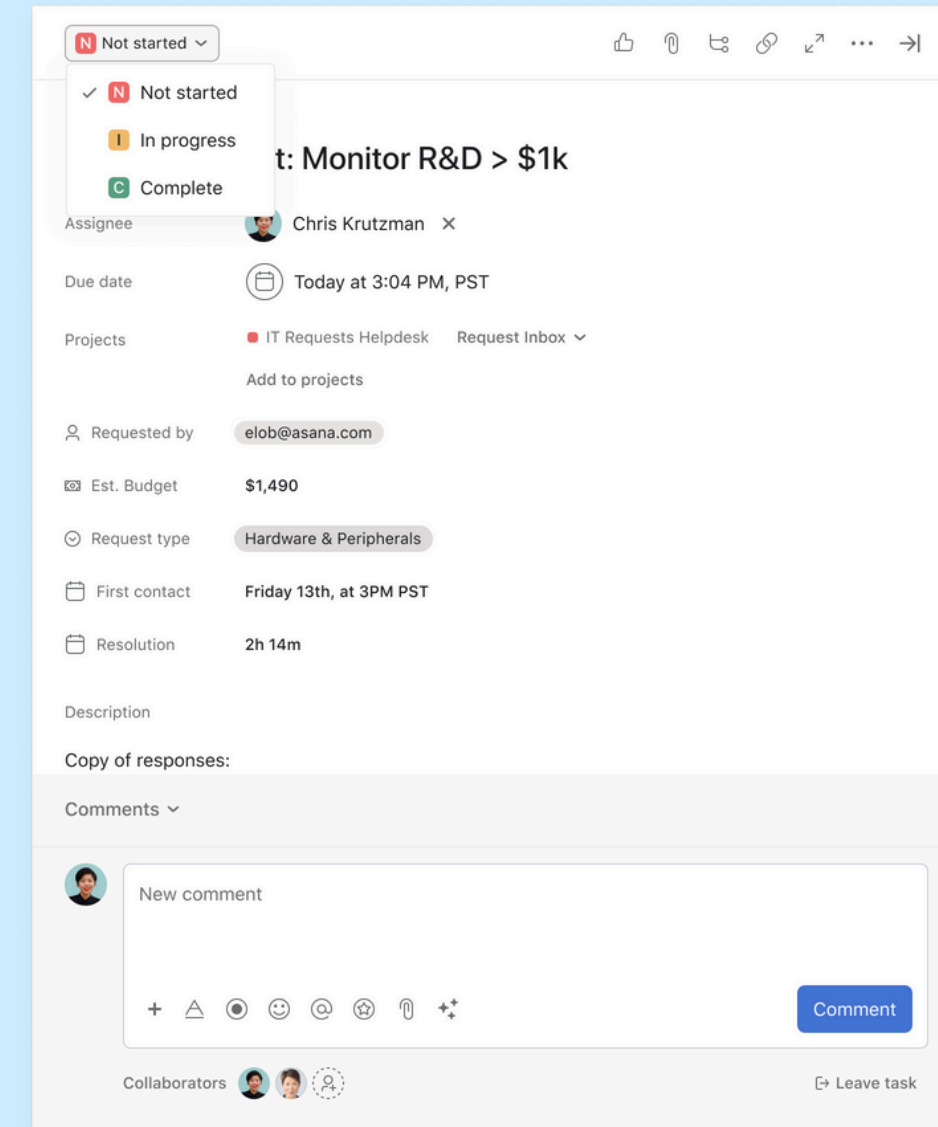 N Not started
N Not started
I In progress
C Complete
t: Monitor R&D > $1k
Assignee Chris Krutzman
Due date Today at 3:04 PM, PST
Projects IT Requests Helpdesk Request Inbox
Add to projects
Requested by elob@asana.com
Est. Budget $1,490
Request type Hardware & Peripherals
First contact Friday 13th, at 3PM PST
Resolution 2h 14m
Description
Copy of responses:
Comments
New comment
Comment
Collaborators Leave task